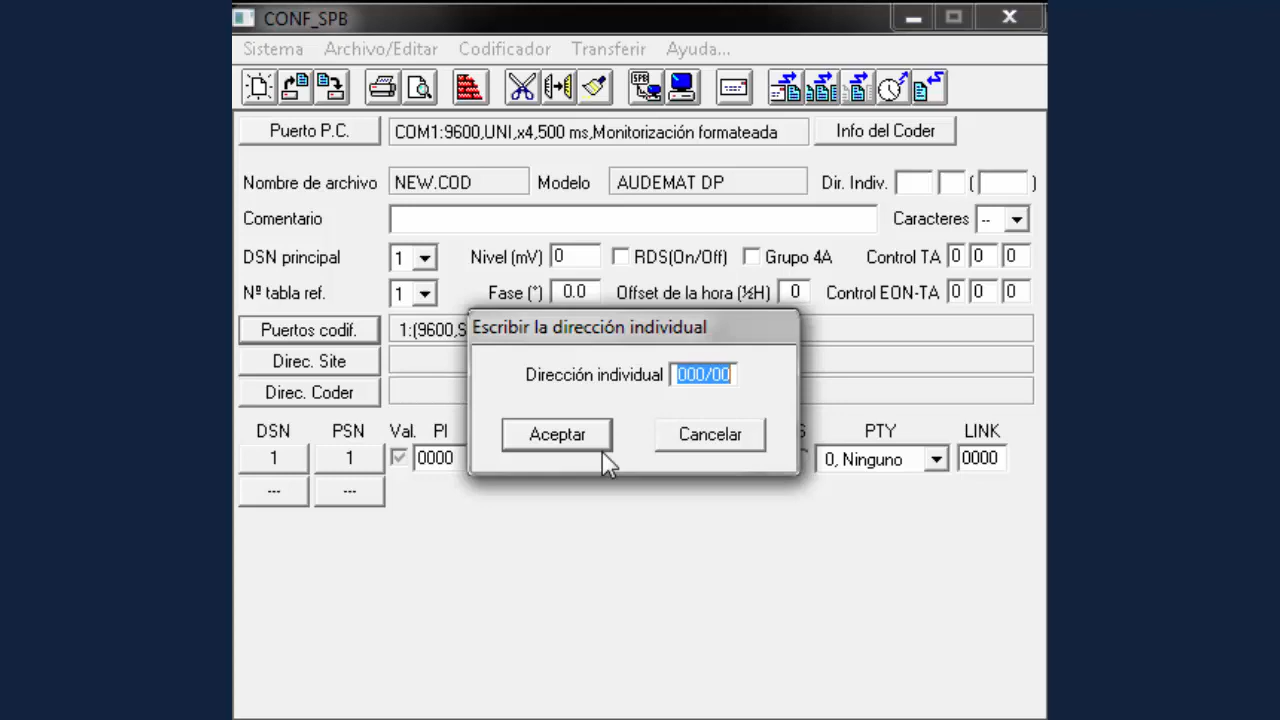 CONF_SPB
Sistema Archivo/Editar Codificador Transferir Ayuda...
SPB
Puerto P.C. COM1:9600,UNI,x4,500 ms,Monitorización formateada Info del Coder
Nombre de archivo NEW.COD Modelo AUDEMAT DP Dir. Indiv. ( )
Comentario Caracteres --
DSN principal 1 Nivel (mV) 0 RDS(On/Off) Grupo 4A Control TA 0 0 0
Nº tabla ref. 1 Fase (°) 0.0 Offset de la hora (½H) 0 Control EON-TA 0 0 0
Puertos codif. 1:(9600,S
Direc. Site
Direc. Coder
Escribir la dirección individual
Dirección individual 000/00
Aceptar Cancelar
DSN PSN Val. PI S PTY LINK
1 1 0000 0, Ninguno 0000
--- ---